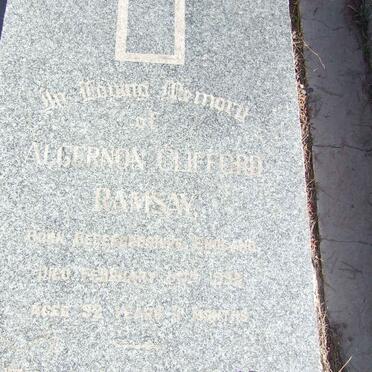 In Loving Memory
of
ALGERNON CLIFFORD
RAMSAY
BORN ENGLAND
DIED FEBRUARY
AGED YEARS MONTHS